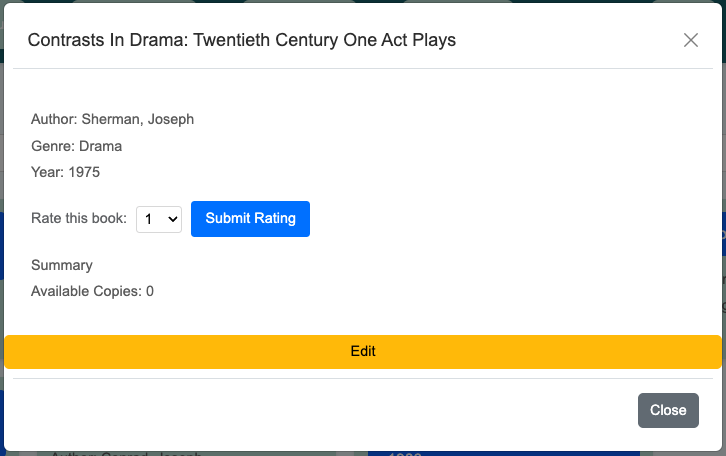 Contrasts In Drama: Twentieth Century One Act Plays
Author: Sherman, Joseph
Genre: Drama
Year: 1975
Rate this book: 1 Submit Rating
Summary
Available Copies: 0
Edit
Close